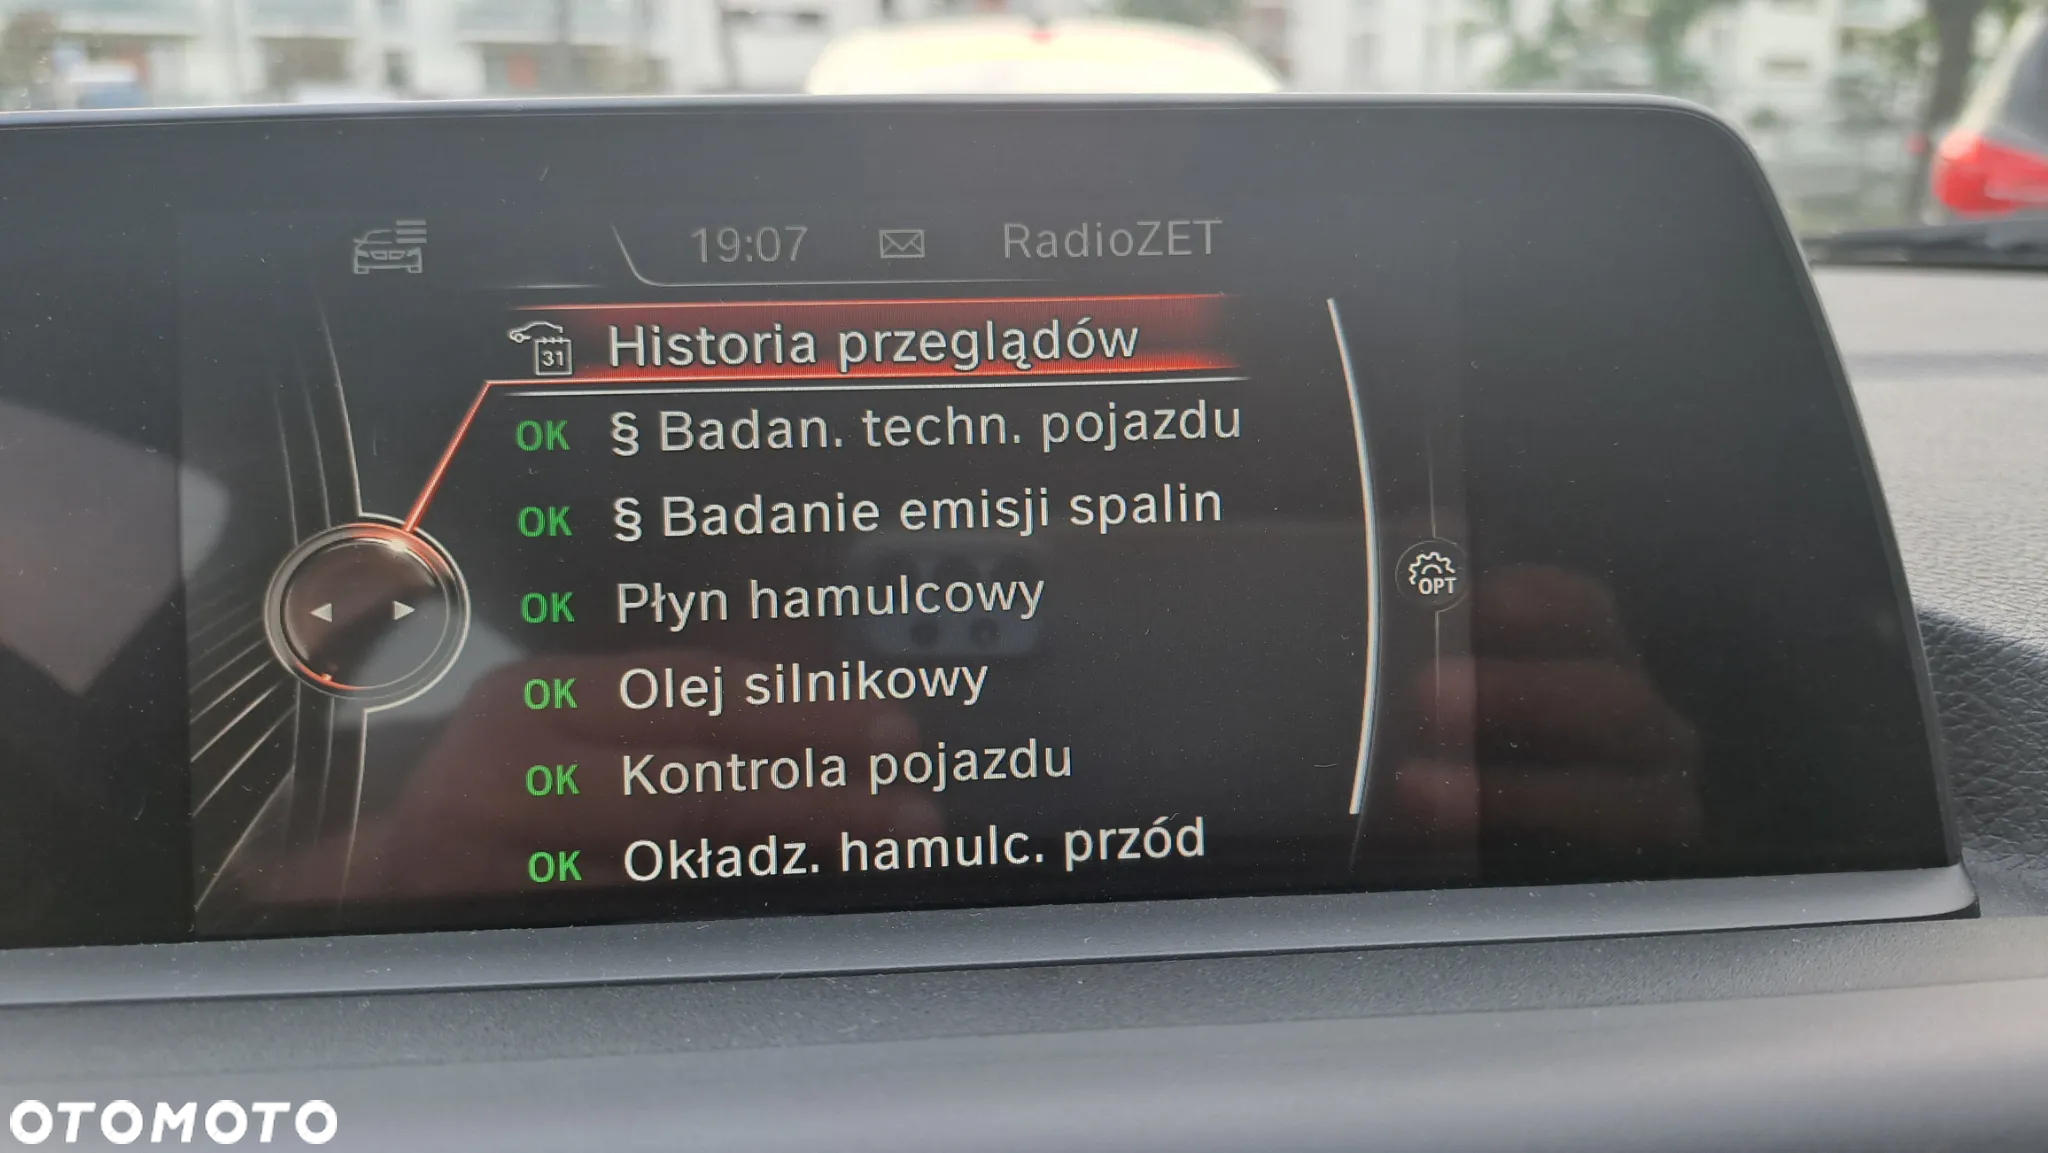 19:07 RadioZET
31 Historia przeglądów
OK § Badan. techn. pojazdu
OK § Badanie emisji spalin
OK Płyn hamulcowy
OPT
OK Olej silnikowy
OK Kontrola pojazdu
OK Okładz. hamulc. przód
OTOMOTO